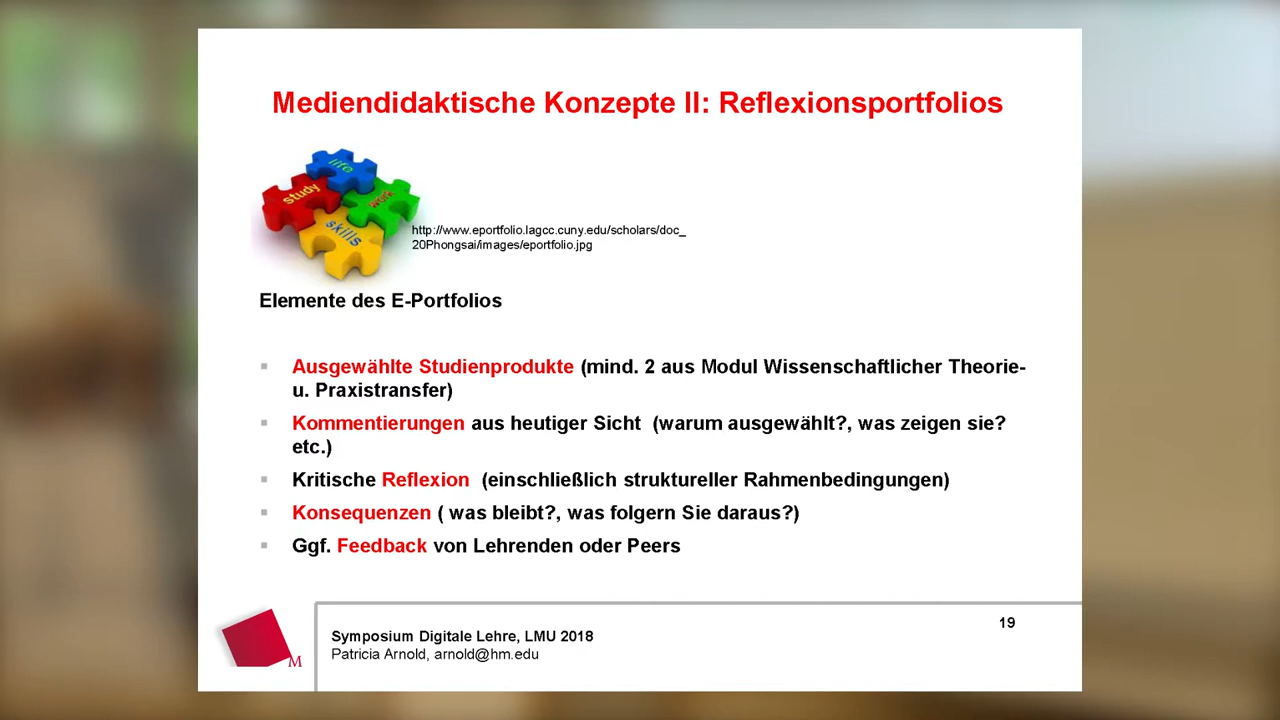 Mediendidaktische Konzepte II: Reflexionsportfolios
life
study
work
skills
http://www.eportfolio.lagcc.cuny.edu/scholars/doc_
20Phongsai/images/eportfolio.jpg
Elemente des E-Portfolios
Ausgewählte Studienprodukte (mind. 2 aus Modul Wissenschaftlicher Theorie-
u. Praxistransfer)
Kommentierungen aus heutiger Sicht (warum ausgewählt?, was zeigen sie?
etc.)
Kritische Reflexion (einschließlich struktureller Rahmenbedingungen)
Konsequenzen ( was bleibt?, was folgern Sie daraus?)
Ggf. Feedback von Lehrenden oder Peers
19
Symposium Digitale Lehre, LMU 2018
Patricia Arnold, arnold@hm.edu
M